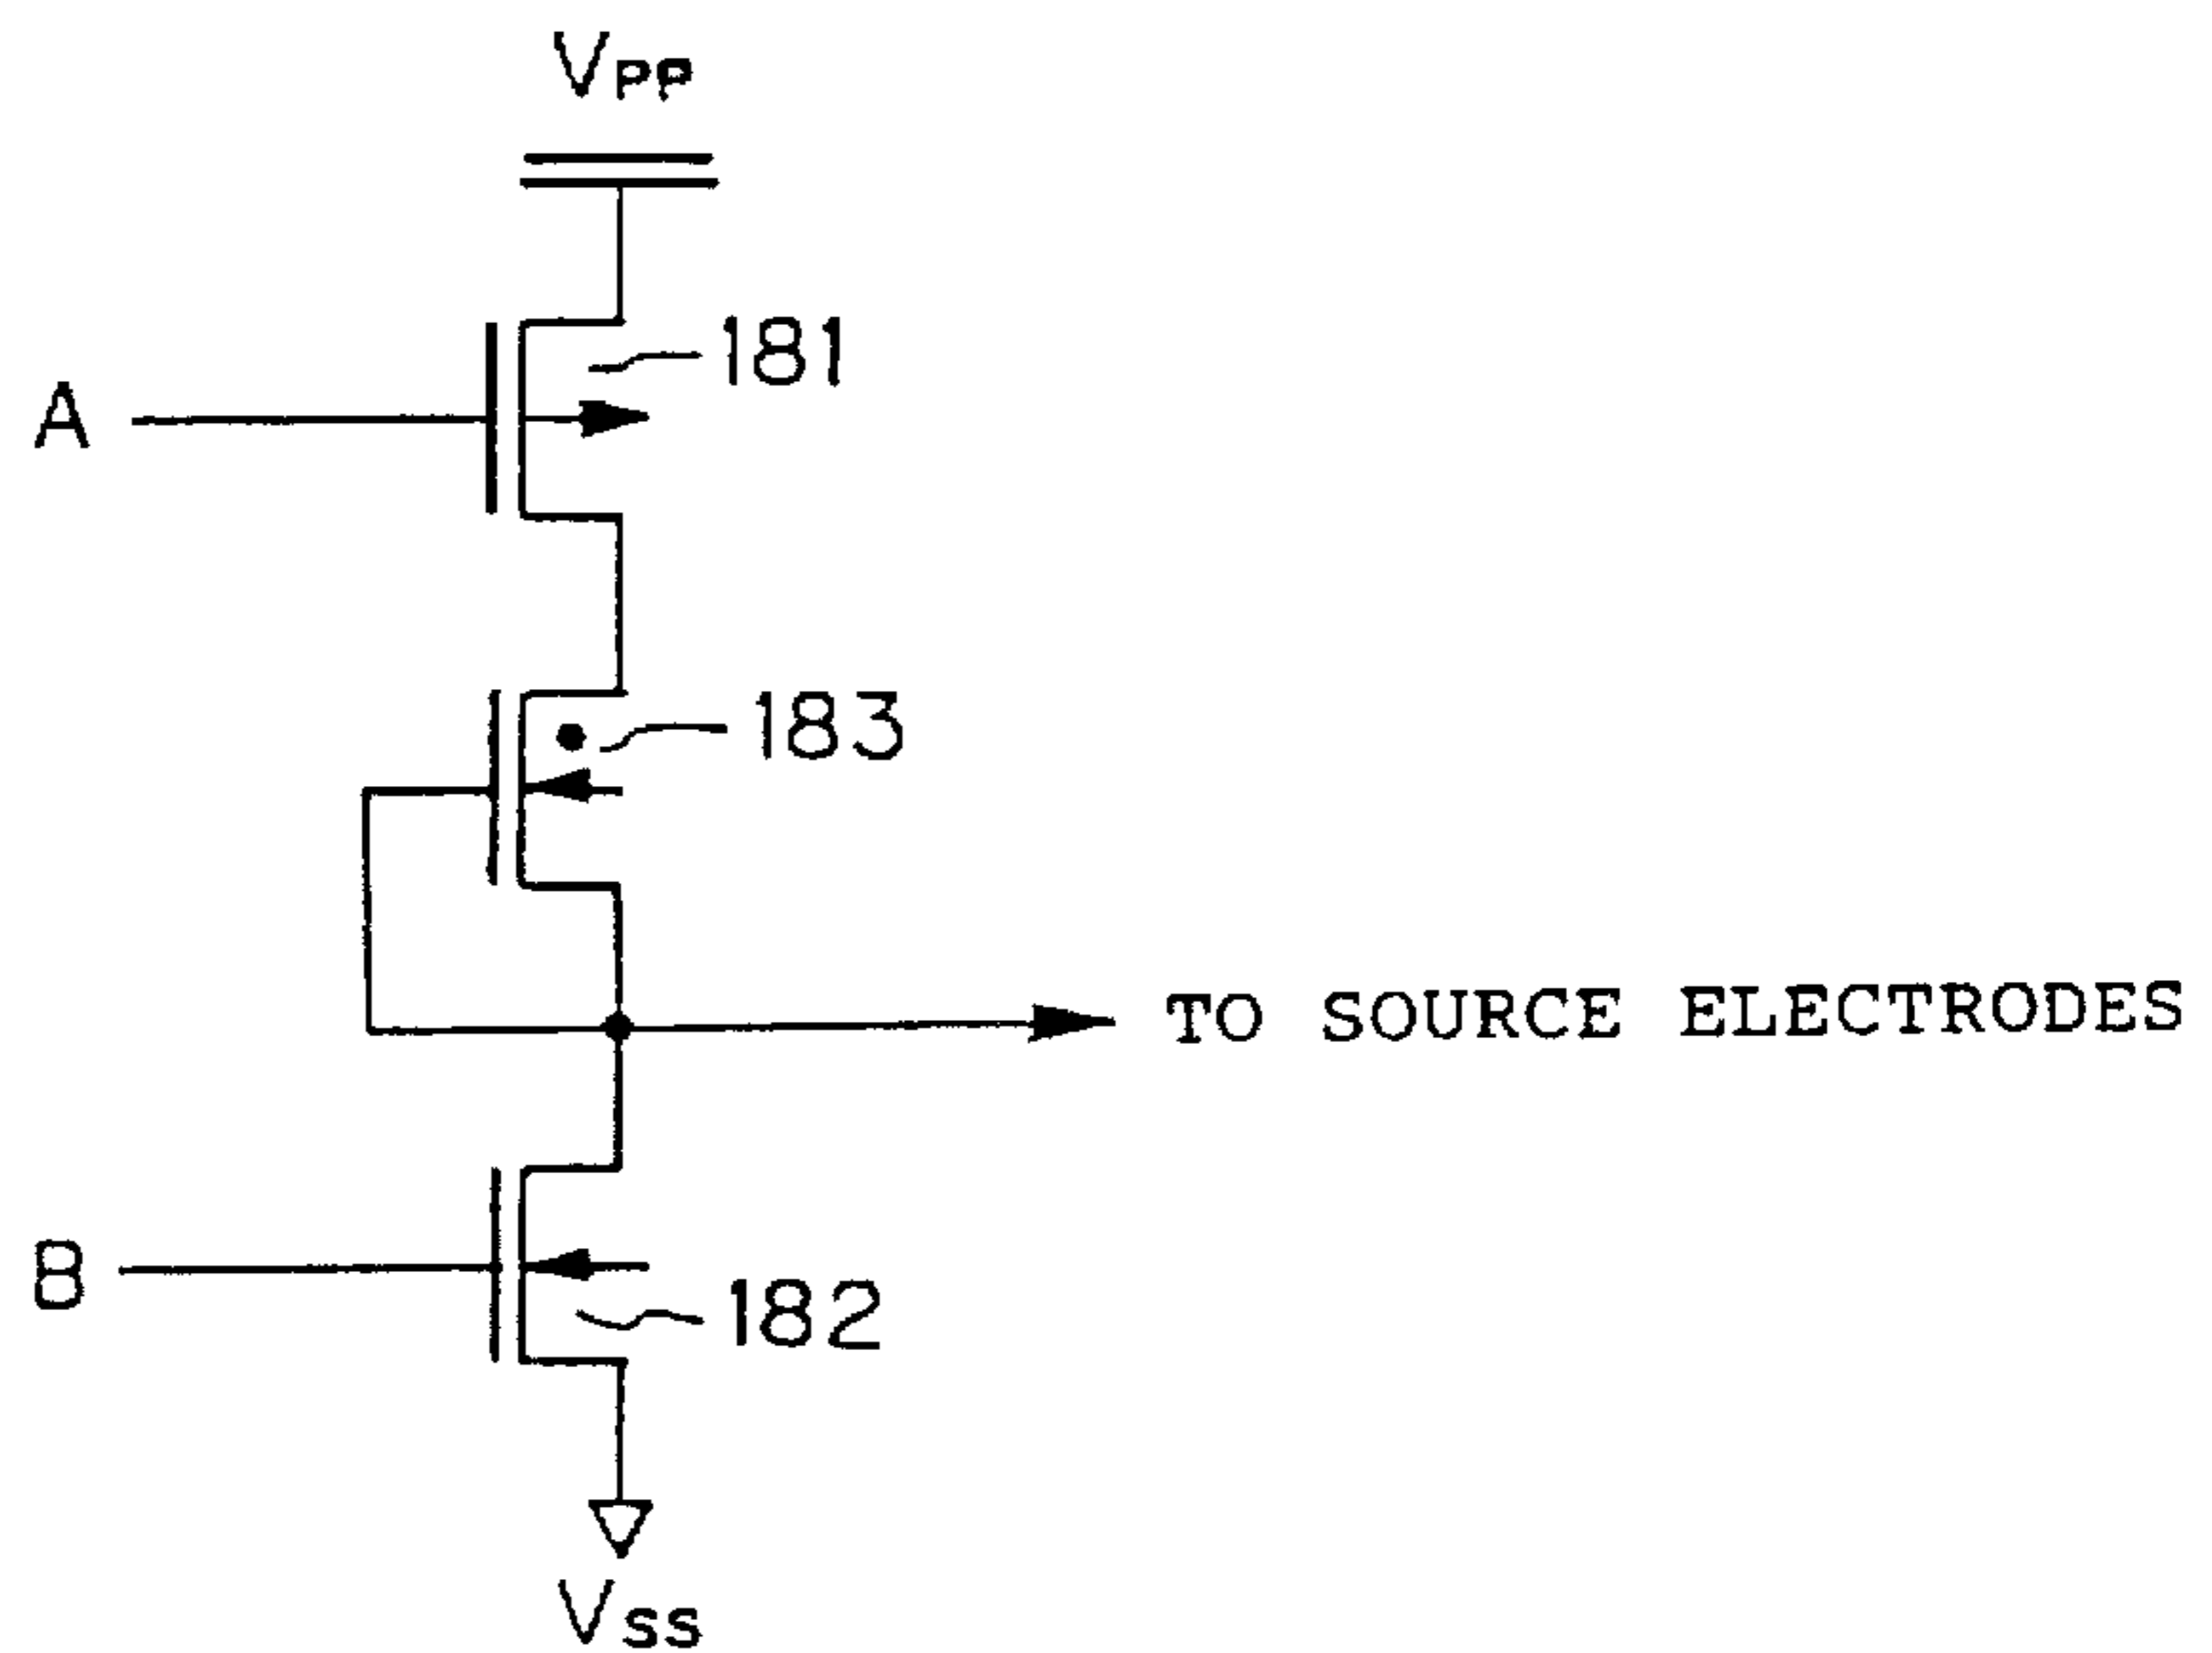 VPP
181
A
183
TO SOURCE ELECTRODES
B
182
VSS